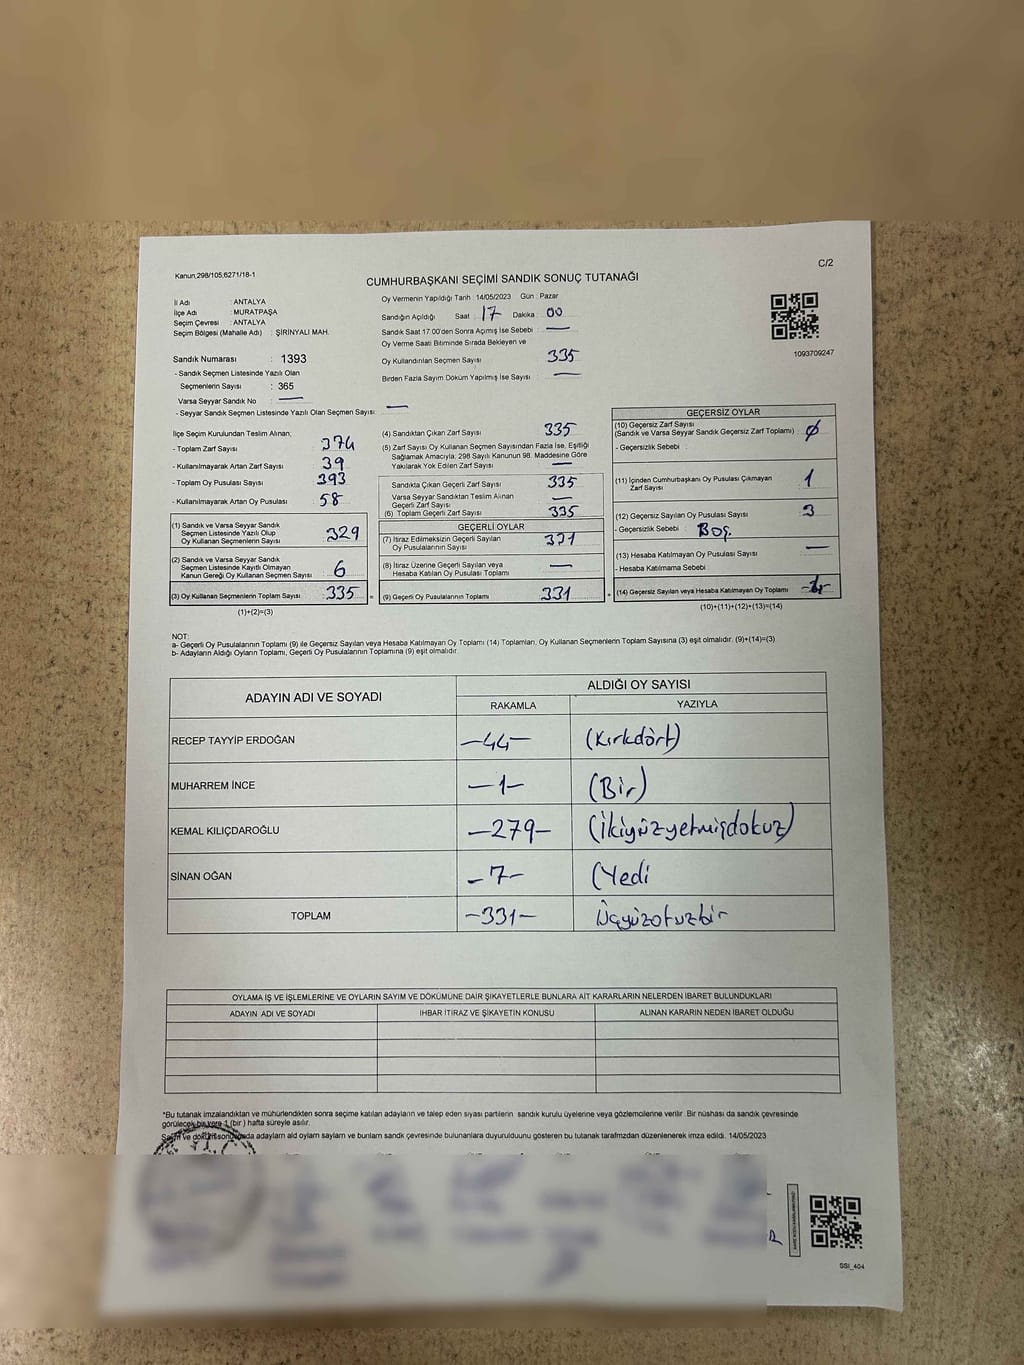 Kanun,298/105;6271/18-1
C/2
CUMHURBAŞKANI SEÇİMİ SANDIK SONUÇ TUTANAĞI
İl Adı : ANTALYA
İlçe Adı : MURATPAŞA
Seçim Çevresi : ANTALYA
Seçim Bölgesi (Mahalle Adı) : ŞİRİNYALI MAH.
Sandık Numarası : 1393
- Sandık Seçmen Listesinde Yazılı Olan
Seçmenlerin Sayısı : 365
Varsa Seyyar Sandık No : —
- Seyyar Sandık Seçmen Listesinde Yazılı Olan Seçmen Sayısı: —
Oy Vermenin Yapıldığı Tarih : 14/05/2023 Gün : Pazar
Sandığın Açıldığı Saat : 17 Dakika : 00
Sandık Saat 17:00'den Sonra Açımış İse Sebebi : —
Oy Verme Saati Bitiminde Sırada Bekleyen ve
Oy Kullandırılan Seçmen Sayısı : 335
Birden Fazla Sayım Döküm Yapılmış İse Sayısı : —
1093709247
İlçe Seçim Kurulundan Teslim Alınan;
- Toplam Zarf Sayısı : 374
- Kullanılmayarak Artan Zarf Sayısı : 39
- Toplam Oy Pusulası Sayısı : 393
- Kullanılmayarak Artan Oy Pusulası : 58
(1) Sandık ve Varsa Seyyar Sandık
Seçmen Listesinde Yazılı Olup
Oy Kullanan Seçmenlerin Sayısı : 329
(2) Sandık ve Varsa Seyyar Sandık
Seçmen Listesinde Kayıtlı Olmayan
Kanun Gereği Oy Kullanan Seçmen Sayısı : 6
(3) Oy Kullanan Seçmenlerin Toplam Sayısı : 335
(1)+(2)=(3)
(4) Sandıktan Çıkan Zarf Sayısı : 335
(5) Zarf Sayısı Oy Kullanan Seçmen Sayısından Fazla İse, Eşitliği
Sağlamak Amacıyla; 298 Sayılı Kanunun 98. Maddesine Göre
Yakılarak Yok Edilen Zarf Sayısı : —
Sandıkta Çıkan Geçerli Zarf Sayısı : 335
Varsa Seyyar Sandıktan Teslim Alınan
Geçerli Zarf Sayısı : —
(6) Toplam Geçerli Zarf Sayısı : 335
GEÇERLİ OYLAR
(7) İtiraz Edilmeksizin Geçerli Sayılan
Oy Pusulalarının Sayısı : 331
(8) İtiraz Üzerine Geçerli Sayılan veya
Hesaba Katılan Oy Pusulası Toplamı : —
= (9) Geçerli Oy Pusulalarının Toplamı : 331
GEÇERSİZ OYLAR
(10) Geçersiz Zarf Sayısı
(Sandık ve Varsa Seyyar Sandık Geçersiz Zarf Toplamı) : Ø
- Geçersizlik Sebebi :
(11) İçinden Cumhurbaşkanı Oy Pusulası Çıkmayan
Zarf Sayısı : 1
(12) Geçersiz Sayılan Oy Pusulası Sayısı : 3
- Geçersizlik Sebebi : Boş.
(13) Hesaba Katılmayan Oy Pusulası Sayısı : —
- Hesaba Katılmama Sebebi :
+ (14) Geçersiz Sayılan veya Hesaba Katılmayan Oy Toplamı :
(10)+(11)+(12)+(13)=(14)
NOT:
a- Geçerli Oy Pusulalarının Toplamı (9) ile Geçersiz Sayılan veya Hesaba Katılmayan Oy Toplamı (14) Toplamları, Oy Kullanan Seçmenlerin Toplam Sayısına (3) eşit olmalıdır. (9)+(14)=(3)
b- Adayların Aldığı Oyların Toplamı, Geçerli Oy Pusulalarının Toplamına (9) eşit olmalıdır.
ADAYIN ADI VE SOYADI ALDIĞI OY SAYISI
RAKAMLA YAZIYLA
RECEP TAYYİP ERDOĞAN —44— (Kırkdört)
MUHARREM İNCE —1— (Bir)
KEMAL KILIÇDAROĞLU —279— (İkiyüzyetmişdokuz)
SİNAN OĞAN —7— (Yedi
TOPLAM —331— Üçyüzotuzbir
OYLAMA İŞ VE İŞLEMLERİNE VE OYLARIN SAYIM VE DÖKÜMÜNE DAİR ŞİKAYETLERLE BUNLARA AİT KARARLARIN NELERDEN İBARET BULUNDUKLARI
ADAYIN ADI VE SOYADI İHBAR İTİRAZ VE ŞİKAYETİN KONUSU ALINAN KARARIN NEDEN İBARET OLDUĞU
*Bu tutanak imzalandıktan ve mühürlendikten sonra seçime katılan adayların ve talep eden siyası partilerin sandık kurulu üyelerine veya gözlemcilerine verilir. Bir nüshası da sandık çevresinde
görülecek bir yere 1 (bir ) hafta süreyle asılır.
Seçim ve döküm sonucunda adaylarn ald oylarn saylarn ve bunlarn sandık çevresinde bulunanlara duyurulduunu gösteren bu tutanak tarafmzdan düzenlenerek imza edildi. 14/05/2023
SSI_404